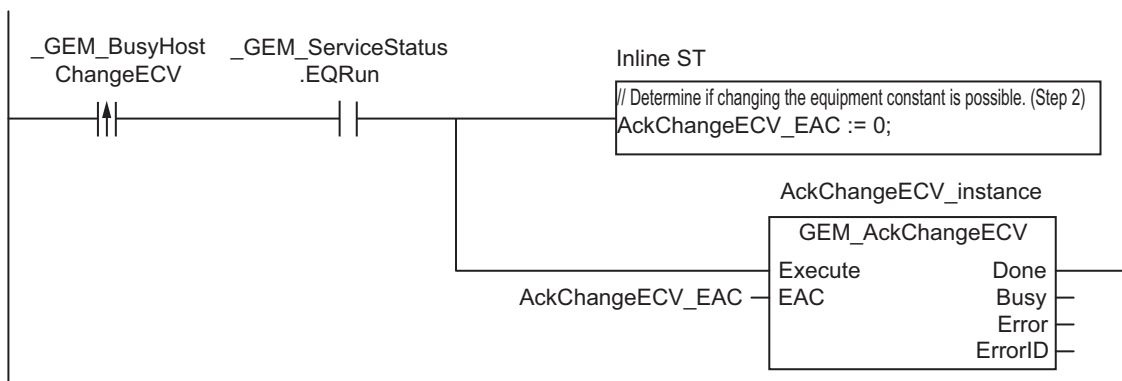 _GEM_BusyHost
ChangeECV
_GEM_ServiceStatus
.EQRun
Inline ST
// Determine if changing the equipment constant is possible. (Step 2)
AckChangeECV_EAC := 0;
AckChangeECV_instance
GEM_AckChangeECV
Execute Done
AckChangeECV_EAC EAC Busy
Error
ErrorID